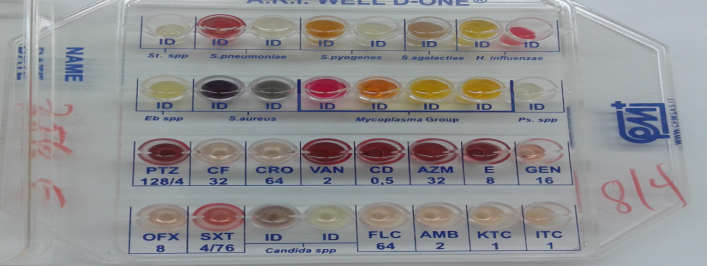 A.R.I. WELL D-ONE
ID ID ID ID ID ID ID ID
St. spp S.pneumoniae S.pyogenes S.agalactiae H. influenzae
ID ID ID ID ID ID ID ID
Eb spp S.aureus Mycoplasma Group Ps. spp
PTZ CF CRO VAN CD AZM E GEN
128/4 32 64 2 0,5 32 8 16
OFX SXT ID ID FLC AMB KTC ITC
8 4/76 Candida spp 64 2 1 1
NAME
DATE
8/4